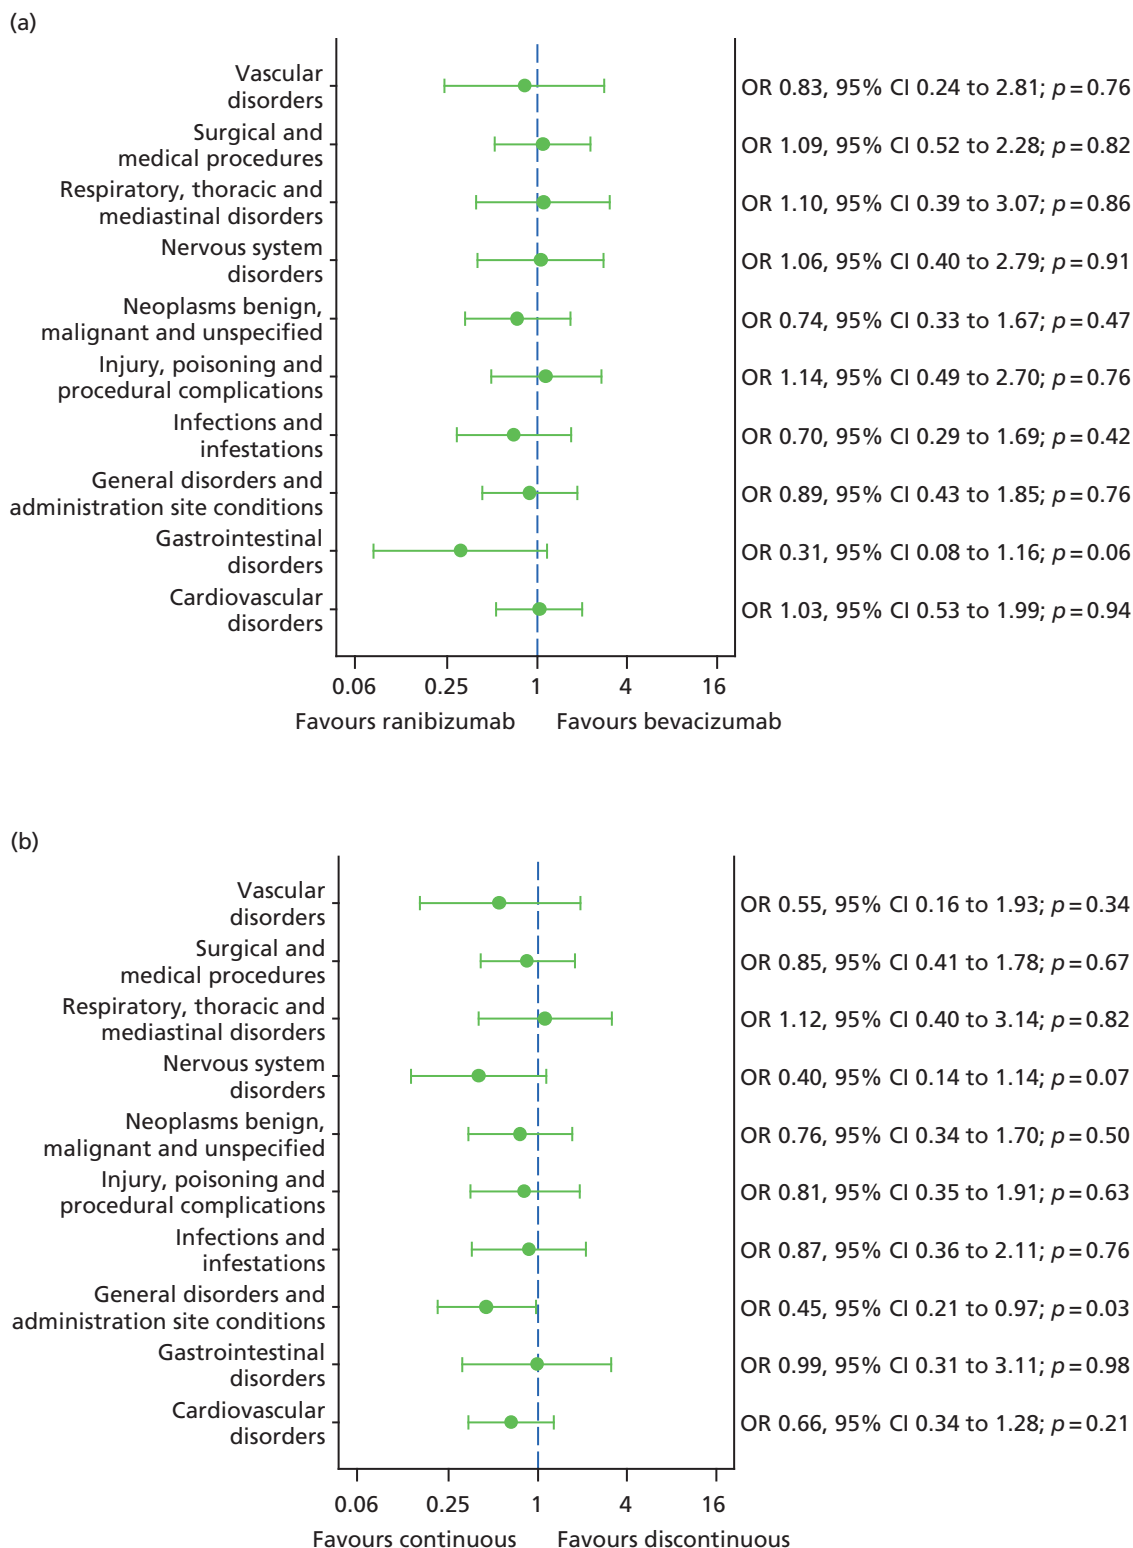 (a)
Vascular
disorders
OR 0.83, 95% CI 0.24 to 2.81; p = 0.76
Surgical and
medical procedures
OR 1.09, 95% CI 0.52 to 2.28; p = 0.82
Respiratory, thoracic and
mediastinal disorders
OR 1.10, 95% CI 0.39 to 3.07; p = 0.86
Nervous system
disorders
OR 1.06, 95% CI 0.40 to 2.79; p = 0.91
Neoplasms benign,
malignant and unspecified
OR 0.74, 95% CI 0.33 to 1.67; p = 0.47
Injury, poisoning and
procedural complications
OR 1.14, 95% CI 0.49 to 2.70; p = 0.76
Infections and
infestations
OR 0.70, 95% CI 0.29 to 1.69; p = 0.42
General disorders and
administration site conditions
OR 0.89, 95% CI 0.43 to 1.85; p = 0.76
Gastrointestinal
disorders
OR 0.31, 95% CI 0.08 to 1.16; p = 0.06
Cardiovascular
disorders
OR 1.03, 95% CI 0.53 to 1.99; p = 0.94
0.06 0.25 1 4 16
Favours ranibizumab Favours bevacizumab
(b)
Vascular
disorders
OR 0.55, 95% CI 0.16 to 1.93; p = 0.34
Surgical and
medical procedures
OR 0.85, 95% CI 0.41 to 1.78; p = 0.67
Respiratory, thoracic and
mediastinal disorders
OR 1.12, 95% CI 0.40 to 3.14; p = 0.82
Nervous system
disorders
OR 0.40, 95% CI 0.14 to 1.14; p = 0.07
Neoplasms benign,
malignant and unspecified
OR 0.76, 95% CI 0.34 to 1.70; p = 0.50
Injury, poisoning and
procedural complications
OR 0.81, 95% CI 0.35 to 1.91; p = 0.63
Infections and
infestations
OR 0.87, 95% CI 0.36 to 2.11; p = 0.76
General disorders and
administration site conditions
OR 0.45, 95% CI 0.21 to 0.97; p = 0.03
Gastrointestinal
disorders
OR 0.99, 95% CI 0.31 to 3.11; p = 0.98
Cardiovascular
disorders
OR 0.66, 95% CI 0.34 to 1.28; p = 0.21
0.06 0.25 1 4 16
Favours continuous Favours discontinuous